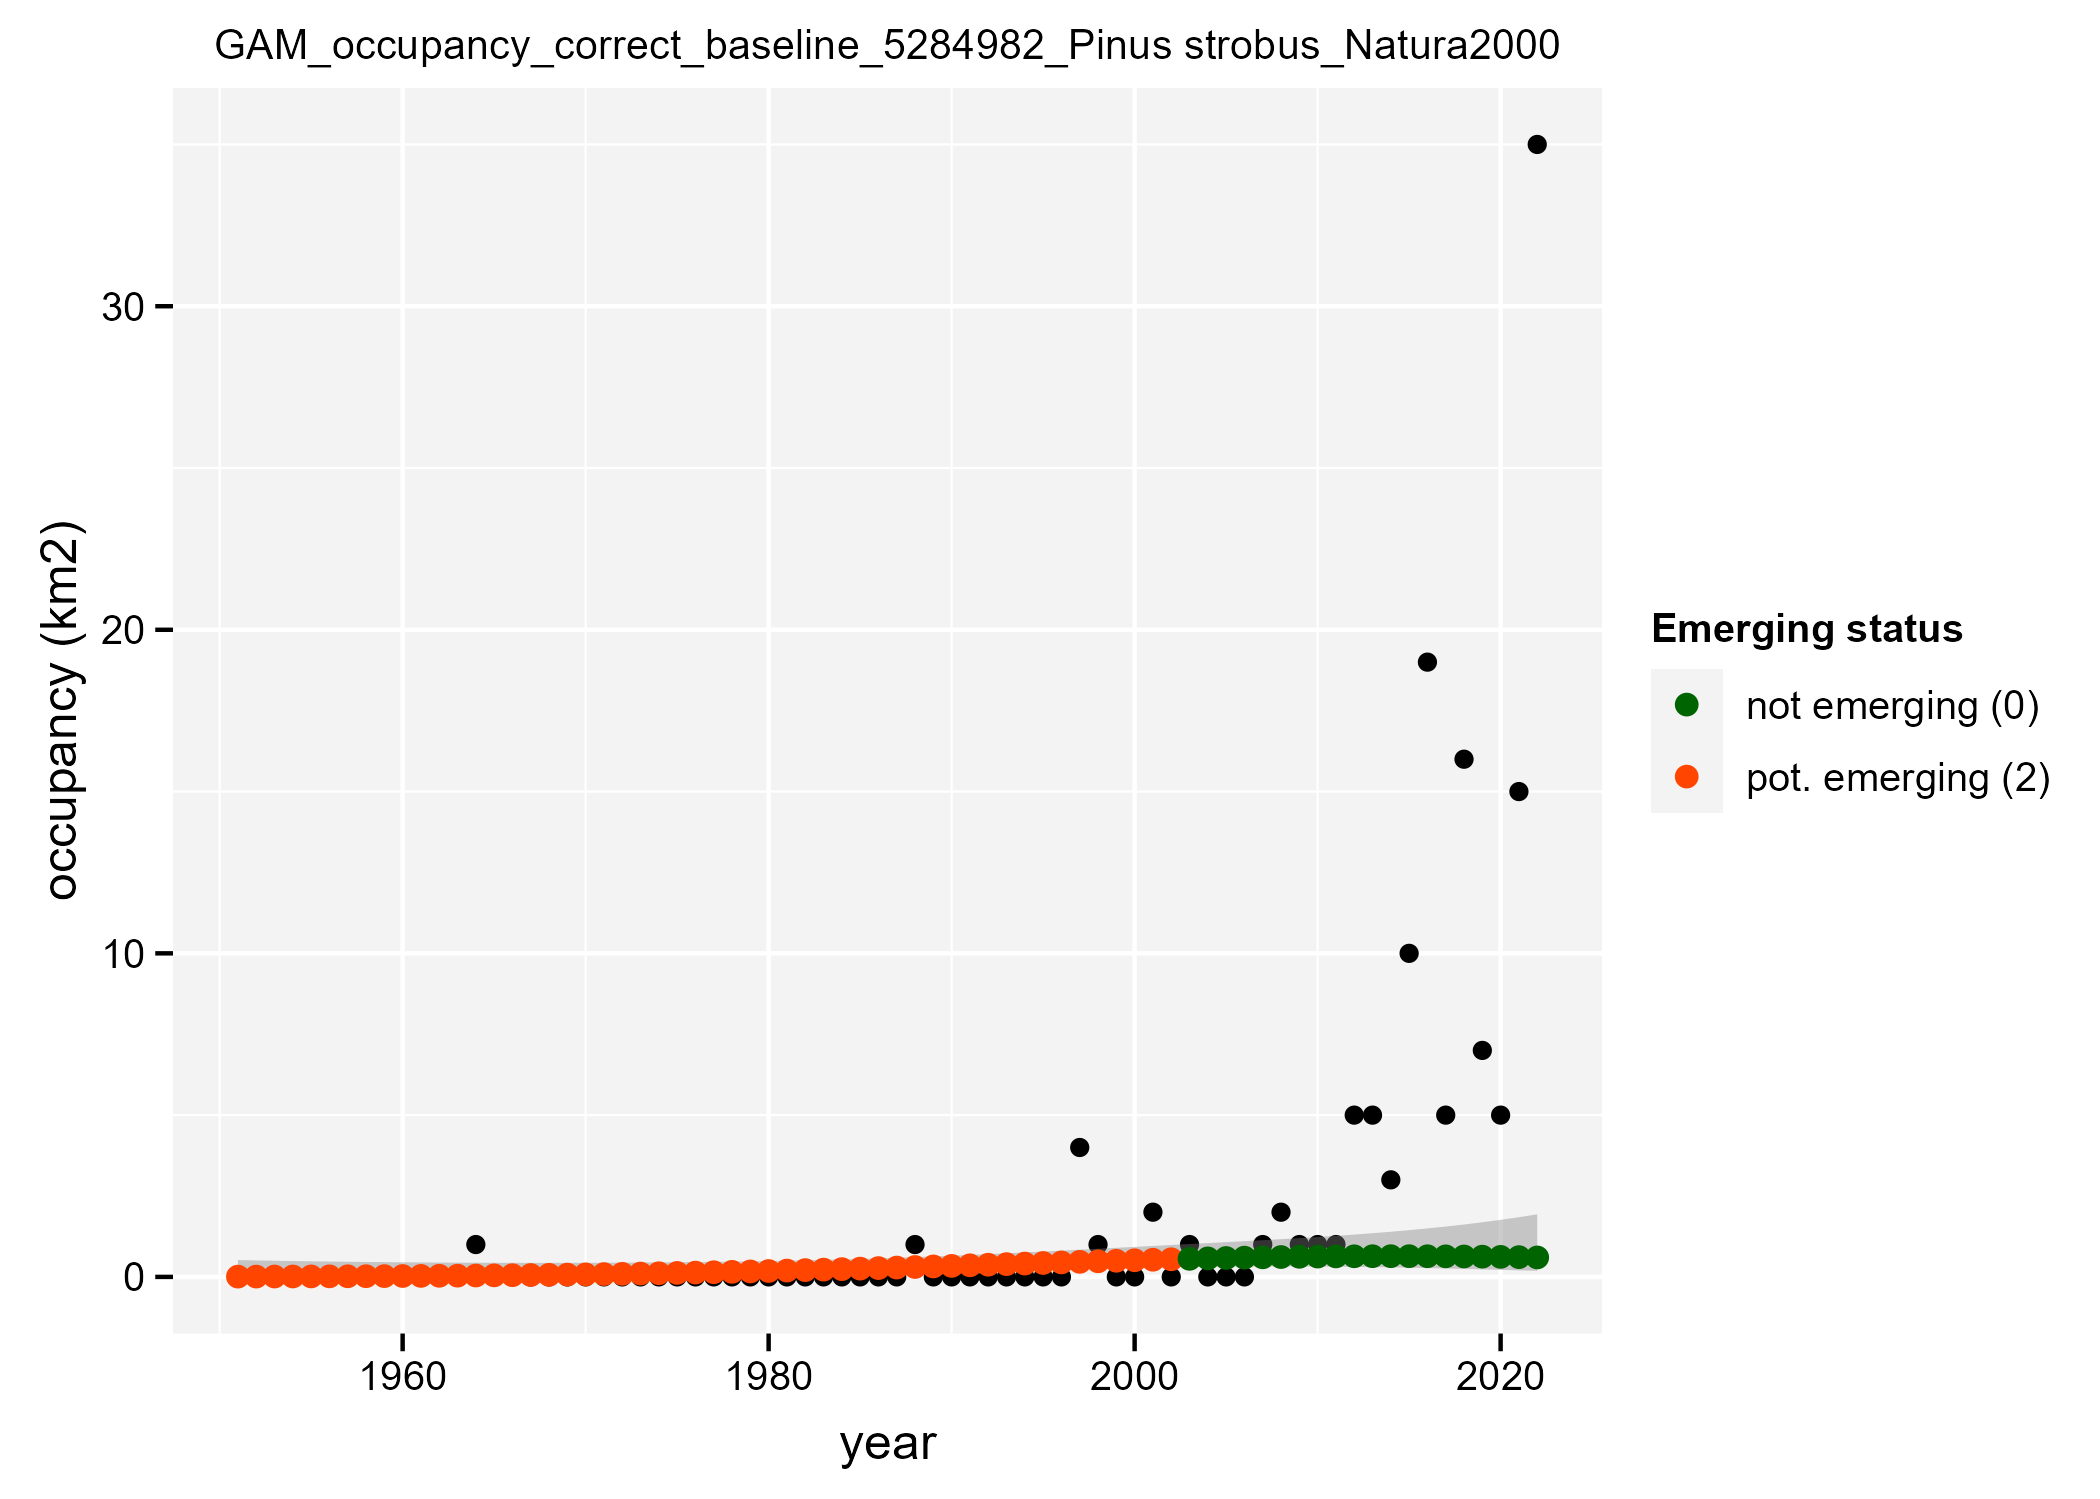 GAM_occupancy_correct_baseline_5284982_Pinus strobus_Natura2000
occupancy (km2)
30
20
10
0
1960
1980
2000
2020
year
Emerging status
not emerging (0)
pot. emerging (2)